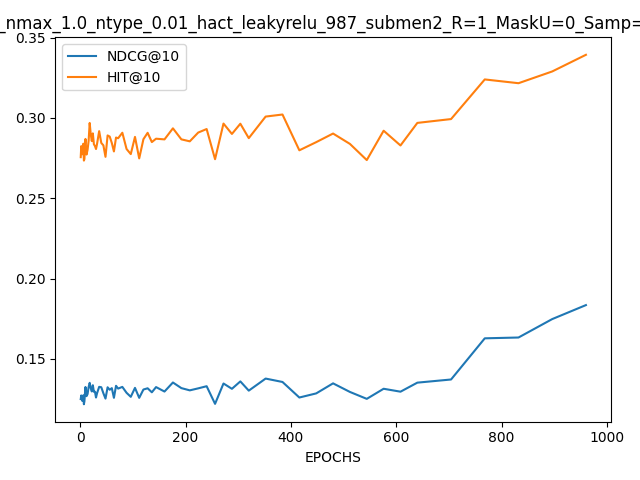 _nmax_1.0_ntype_0.01_hact_leakyrelu_987_submen2_R=1_MaskU=0_Samp=
0.35
NDCG@10
HIT@10
0.30
0.25
0.20
0.15
0 200 400 600 800 1000
EPOCHS